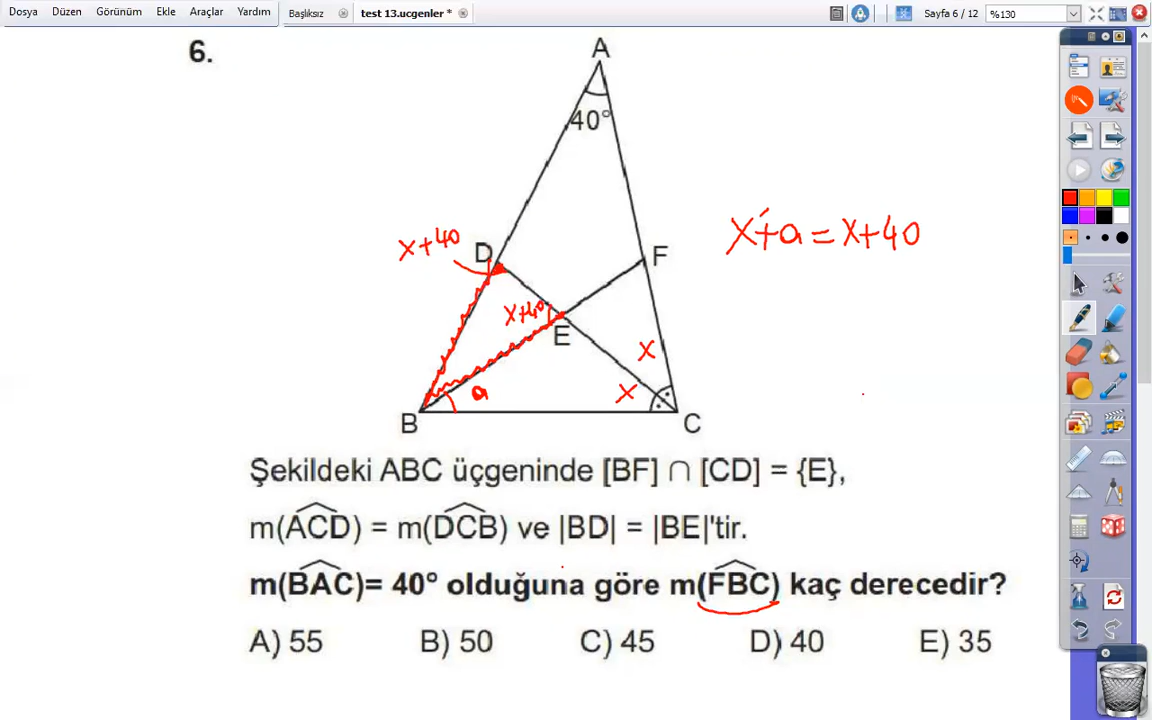 Dosya Düzen Görünüm Ekle Araçlar Yardım Başlıksız test 13.ucgenler * Sayfa 6 / 12 %130
6.
A
40°
x+40
D
F
x+a=x+40
x+40
E
x
a
x
B
C
Şekildeki ABC üçgeninde [BF] ∩ [CD] = {E},
m(ACD) = m(DCB) ve |BD| = |BE|'tir.
m(BAC)= 40° olduğuna göre m(FBC) kaç derecedir?
A) 55 B) 50 C) 45 D) 40 E) 35